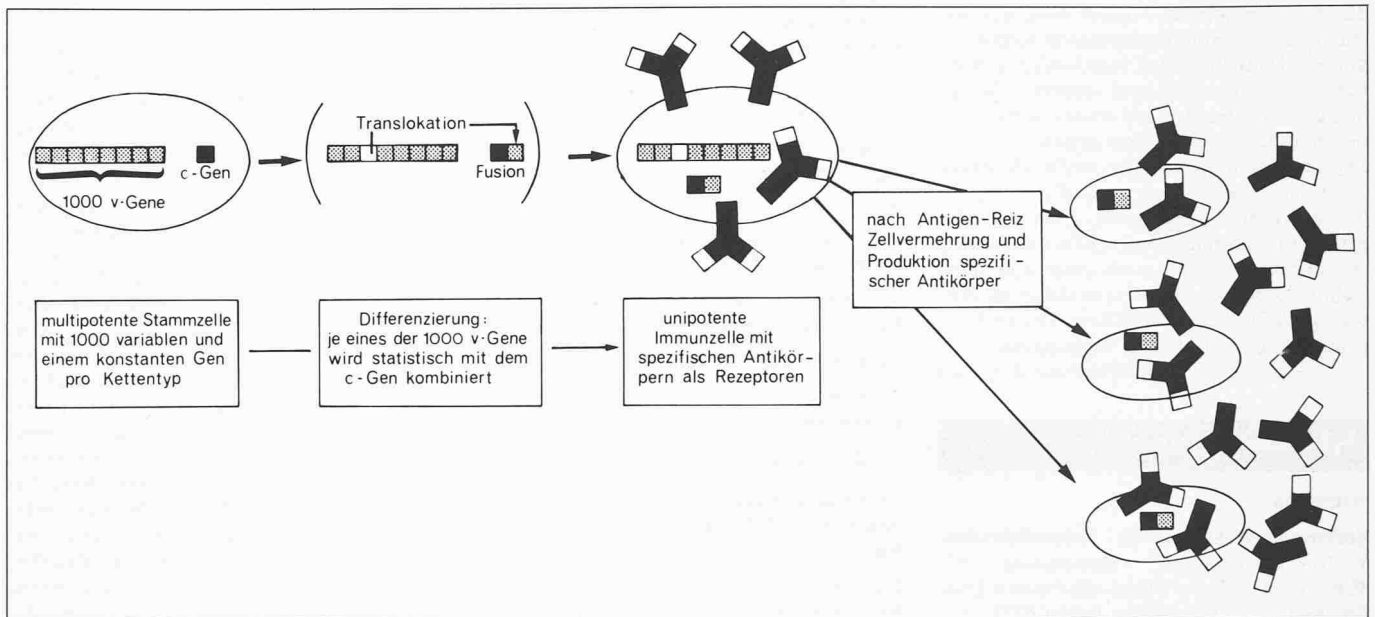 c-Gen
1000 v-Gene
Translokation
Fusion
nach Antigen-Reiz
Zellvermehrung und
Produktion spezifi-
scher Antikörper
multipotente Stammzelle
mit 1000 variablen und
einem konstanten Gen
pro Kettentyp
Differenzierung:
je eines der 1000 v-Gene
wird statistisch mit dem
c-Gen kombiniert
unipotente
Immunzelle mit
spezifischen Antikör-
pern als Rezeptoren